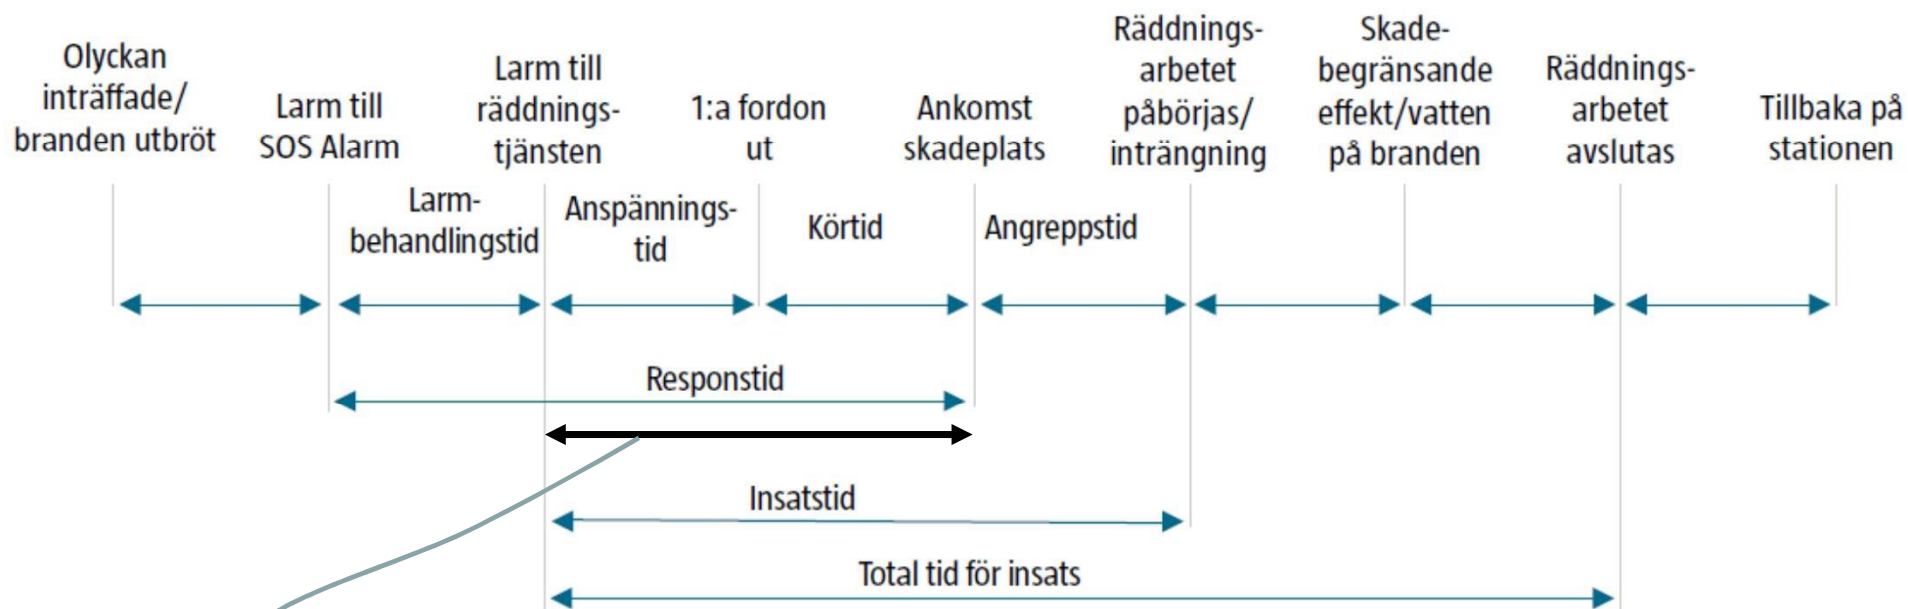 Olyckan
inträffade/
branden utbröt
Larm till
SOS Alarm
Larm till
räddnings-
tjänsten
1:a fordon
ut
Ankomst
skadeplats
Räddnings-
arbetet
påbörjas/
inträngning
Skade-
begränsande
effekt/vatten
på branden
Räddnings-
arbetet
avslutas
Tillbaka på
stationen
Larm-
behandlingstid
Anspännings-
tid
Körtid
Angreppstid
Responstid
Insatstid
Total tid för insats